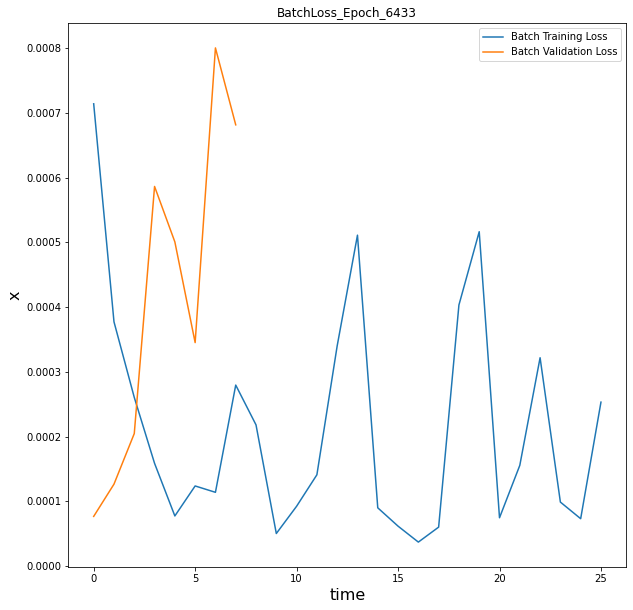 BatchLoss_Epoch_6433
Batch Training Loss
Batch Validation Loss
0.0008
0.0007
0.0006
0.0005
0.0004
0.0003
0.0002
0.0001
0.0000
x
0 5 10 15 20 25
time